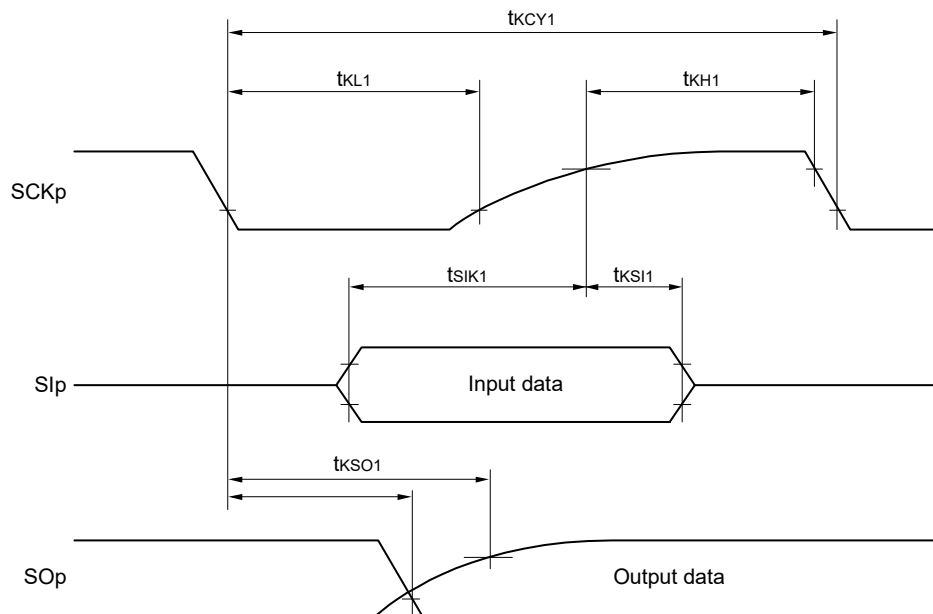 tKCY1
tKL1
tKH1
SCKp
tSIK1
tKSI1
SIp
Input data
tKSO1
SOp
Output data